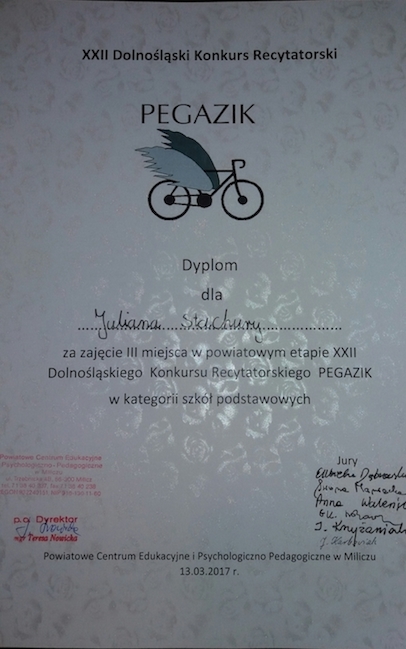 XXII Dolnośląski Konkurs Recytatorski
PEGAZIK
Dyplom
dla
Juliana Stachury
za zajęcie III miejsca w powiatowym etapie XXII
Dolnośląskiego Konkursu Recytatorskiego PEGAZIK
w kategorii szkół podstawowych
Powiatowe Centrum Edukacyjne
i Psychologiczno - Pedagogiczne
w Miliczu
p.o. Dyrektor
mgr Teresa Nowicka
Jury
Elżbieta
Anna
Powiatowe Centrum Edukacyjne i Psychologiczno Pedagogiczne w Miliczu
13.03.2017 r.